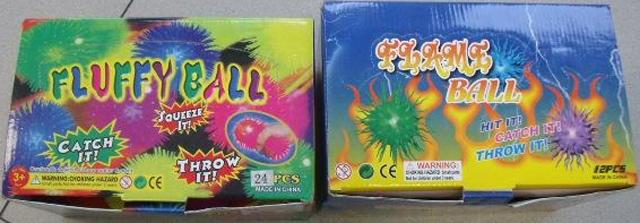 FLUFFY BALL
SQUEEZE IT!
CATCH IT!
THROW IT!
3+
WARNING:CHOKING HAZARD
CE
24 PCS
MADE IN CHINA
FLAME
BALL
HIT IT!
CATCH IT!
THROW IT!
CE
WARNING:
CHOKING HAZARD
12PCS
MADE IN CHINA